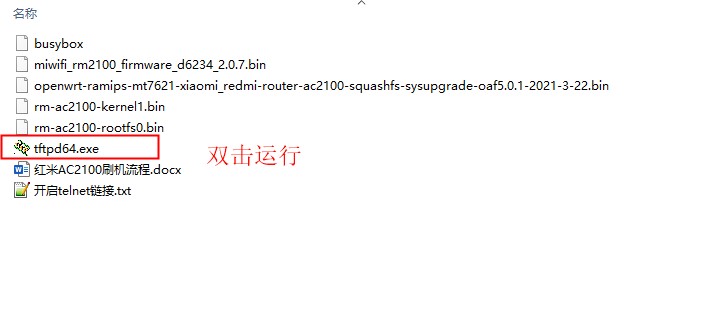 名称
busybox
miwifi_rm2100_firmware_d6234_2.0.7.bin
openwrt-ramips-mt7621-xiaomi_redmi-router-ac2100-squashfs-sysupgrade-oaf5.0.1-2021-3-22.bin
rm-ac2100-kernel1.bin
rm-ac2100-rootfs0.bin
tftpd64.exe
双击运行
红米AC2100刷机流程.docx
开启telnet链接.txt